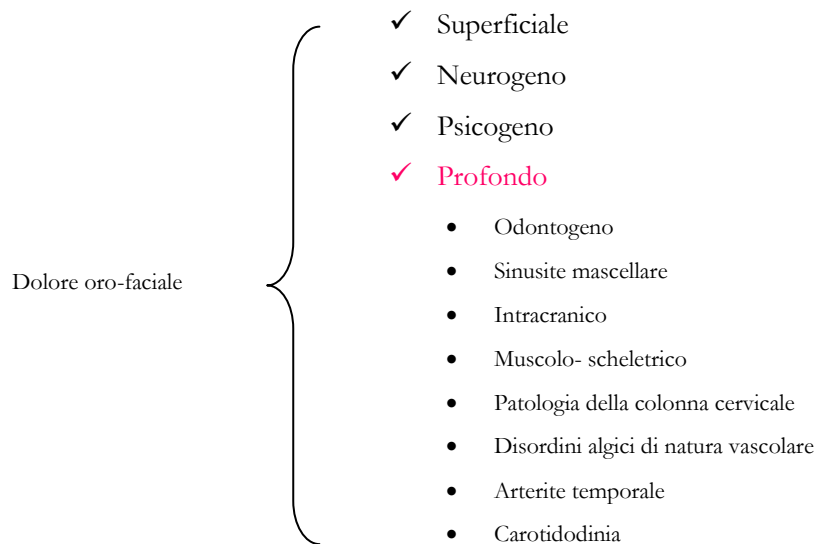 ✓ Superficiale
✓ Neurogeno
✓ Psicogeno
✓ Profondo
• Odontogeno
Dolore oro-faciale
• Sinusite mascellare
• Intracranico
• Muscolo- scheletrico
• Patologia della colonna cervicale
• Disordini algici di natura vascolare
• Arterite temporale
• Carotidodinia